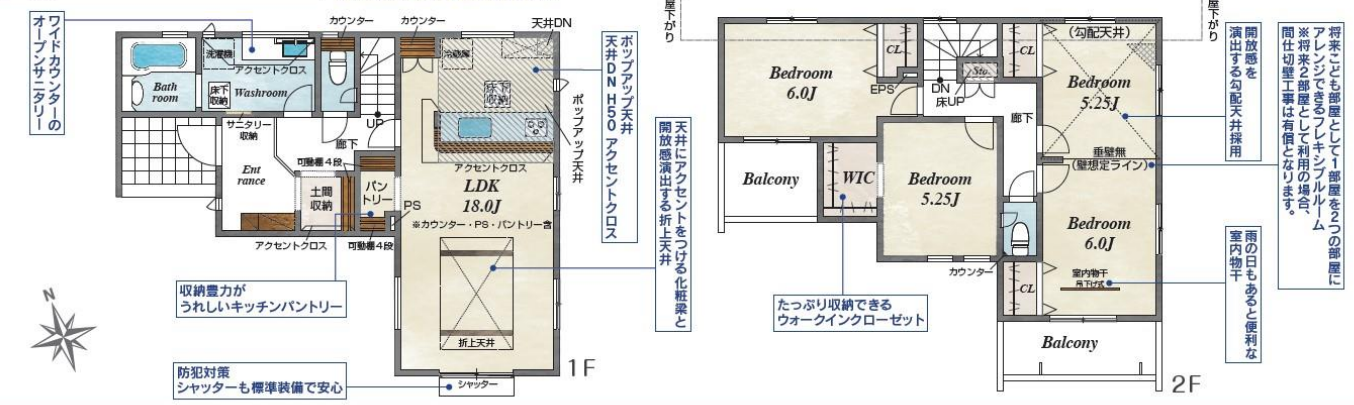 ワイドカウンターの
オープンサニタリー
カウンター
カウンター
天井DN
洗濯機
アクセントクロス
Bath
room
床下
収納
Washroom
冷蔵庫
床下
収納
ポップアップ天井
天井DN H50 アクセントクロス
ポップアップ天井
サニタリー
収納
UP
廊下
アクセントクロス
可動棚4段
Ent
rance
土間
収納
パン
トリー
PS
LDK
18.0J
※カウンター・PS・パントリー含
アクセントクロス
可動棚4段
天井にアクセントをつける化粧梁と
開放感演出する折上天井
収納豊力が
うれしいキッチンパントリー
折上天井
N
防犯対策
シャッターも標準装備で安心
シャッター
1F
屋下がり
屋下がり
Bedroom
6.0J
CL
EPS
Sto.
DN
床UP
CL
(勾配天井)
Bedroom
5.25J
廊下
垂壁無
(壁想定ライン)
開放感を
演出する勾配天井採用
将来こども部屋として1部屋を2つの部屋に
アレンジできるフレキシブルルーム
※将来2部屋として利用の場合、
間仕切壁工事は有償となります。
Balcony
WIC
Bedroom
5.25J
Bedroom
6.0J
カウンター
CL
室内物干
吊下げ式
雨の日もあると便利な
室内物干
たっぷり収納できる
ウォークインクローゼット
Balcony
2F